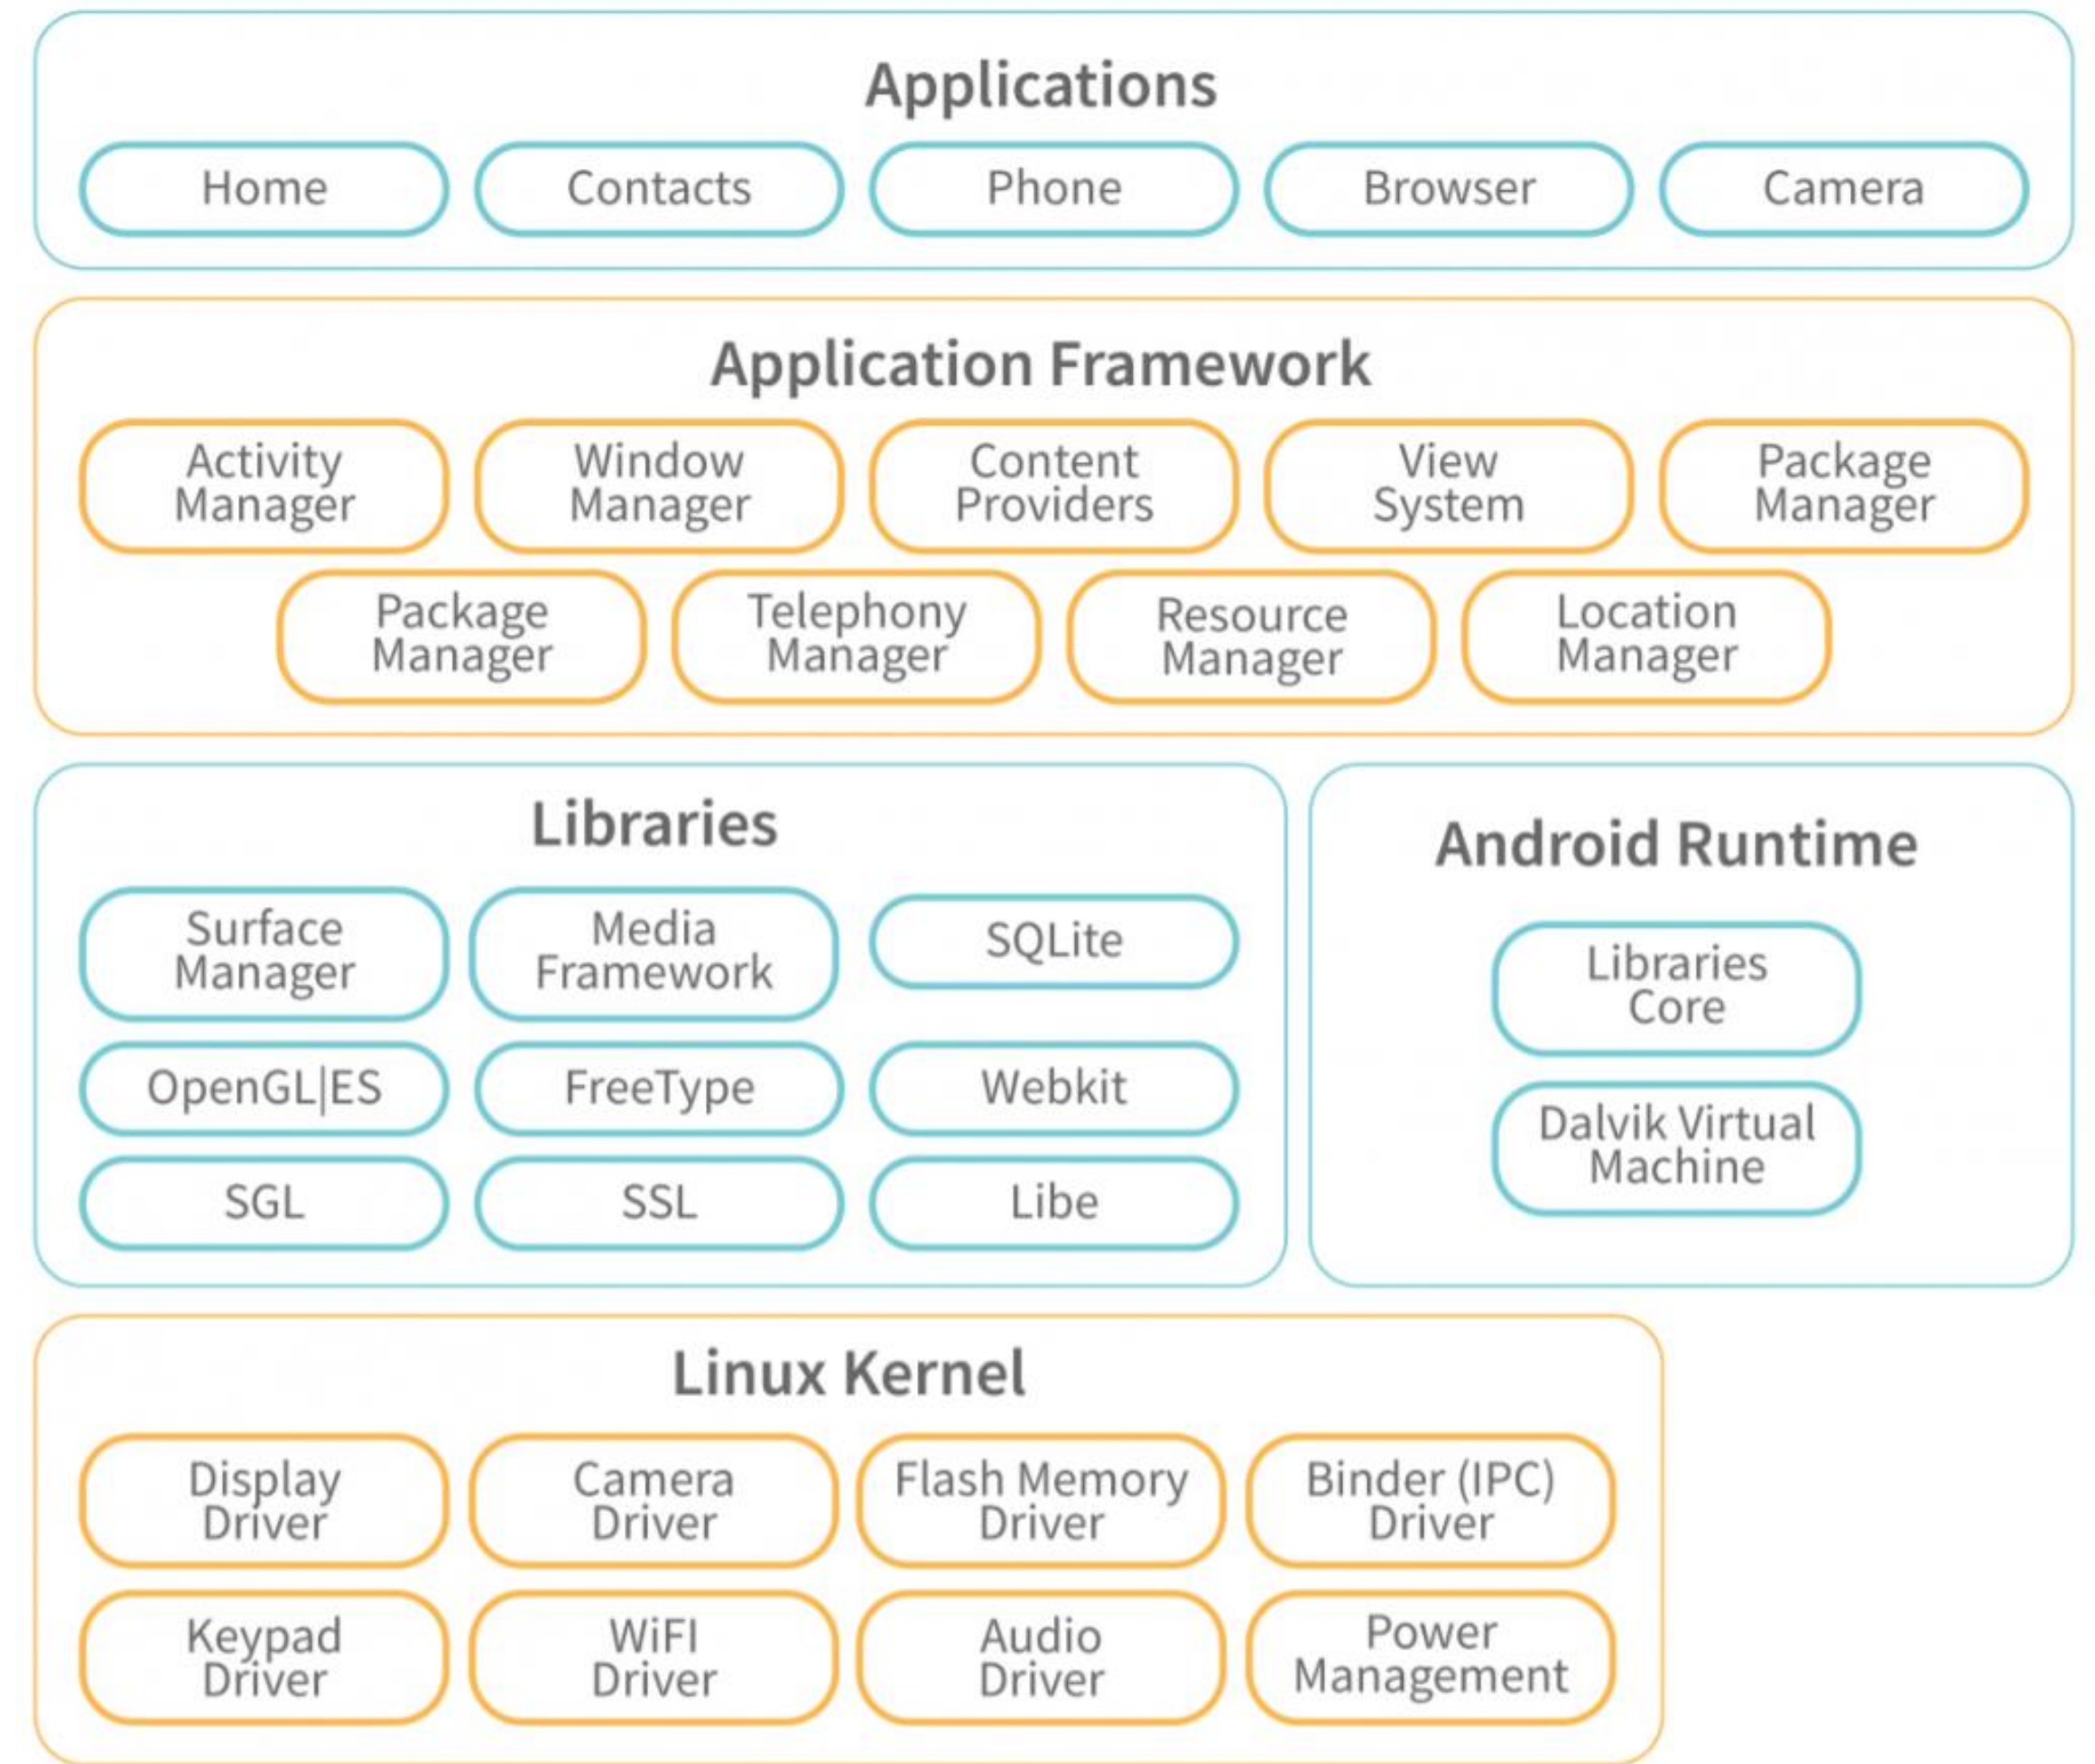 Applications
Home
Contacts
Phone
Browser
Camera
Application Framework
Activity
Manager
Window
Manager
Content
Providers
View
System
Package
Manager
Package
Manager
Telephony
Manager
Resource
Manager
Location
Manager
Libraries
Surface
Manager
Media
Framework
SQLite
OpenGL|ES
FreeType
Webkit
SGL
SSL
Libe
Android Runtime
Libraries
Core
Dalvik Virtual
Machine
Linux Kernel
Display
Driver
Camera
Driver
Flash Memory
Driver
Binder (IPC)
Driver
Keypad
Driver
WiFI
Driver
Audio
Driver
Power
Management